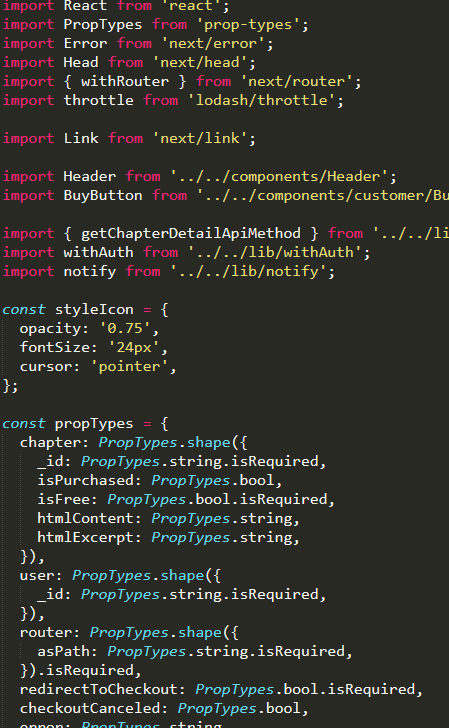 import React from 'react';
import PropTypes from 'prop-types';
import Error from 'next/error';
import Head from 'next/head';
import { withRouter } from 'next/router';
import throttle from 'lodash/throttle';

import Link from 'next/link';

import Header from '../../components/Header';
import BuyButton from '../../components/customer/Bu

import { getChapterDetailApiMethod } from '../../li
import withAuth from '../../lib/withAuth';
import notify from '../../lib/notify';

const styleIcon = {
  opacity: '0.75',
  fontSize: '24px',
  cursor: 'pointer',
};

const propTypes = {
  chapter: PropTypes.shape({
    _id: PropTypes.string.isRequired,
    isPurchased: PropTypes.bool,
    isFree: PropTypes.bool.isRequired,
    htmlContent: PropTypes.string,
    htmlExcerpt: PropTypes.string,
  }),
  user: PropTypes.shape({
    _id: PropTypes.string.isRequired,
  }),
  router: PropTypes.shape({
    asPath: PropTypes.string.isRequired,
  }).isRequired,
  redirectToCheckout: PropTypes.bool.isRequired,
  checkoutCanceled: PropTypes.bool,
  error: PropTypes.string